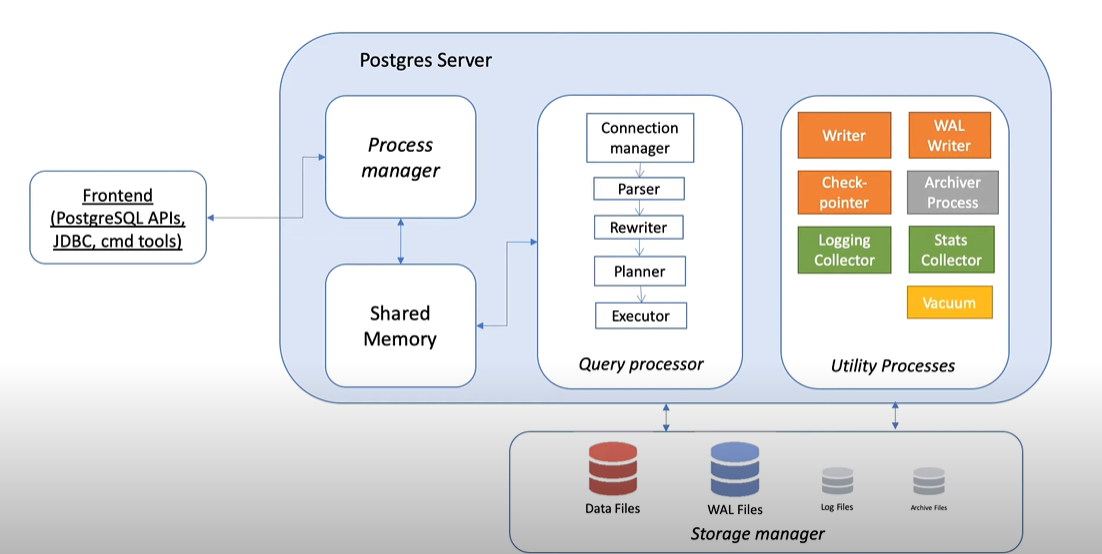 Postgres Server
Frontend
(PostgreSQL APIs,
JDBC, cmd tools)
Process
manager
Shared
Memory
Connection
manager
Parser
Rewriter
Planner
Executor
Query processor
Writer
WAL
Writer
Check-
pointer
Archiver
Process
Logging
Collector
Stats
Collector
Vacuum
Utility Processes
Data Files
WAL Files
Log Files
Archive Files
Storage manager